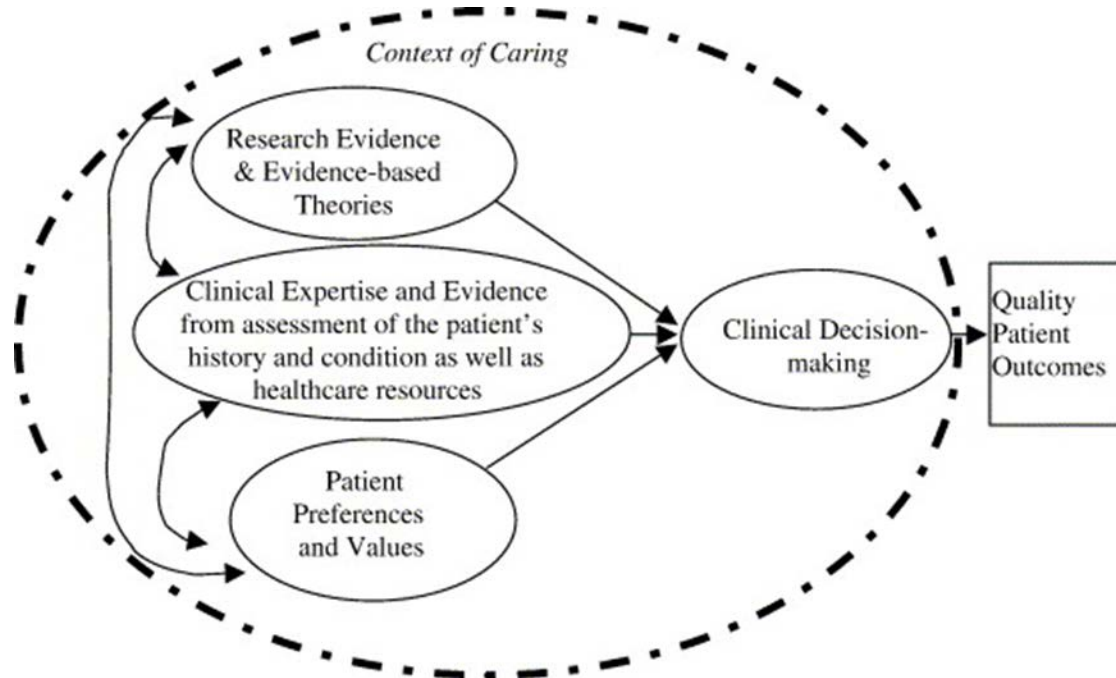 Context of Caring
Research Evidence
& Evidence-based
Theories
Clinical Expertise and Evidence
from assessment of the patient's
history and condition as well as
healthcare resources
Patient
Preferences
and Values
Clinical Decision-
making
Quality
Patient
Outcomes